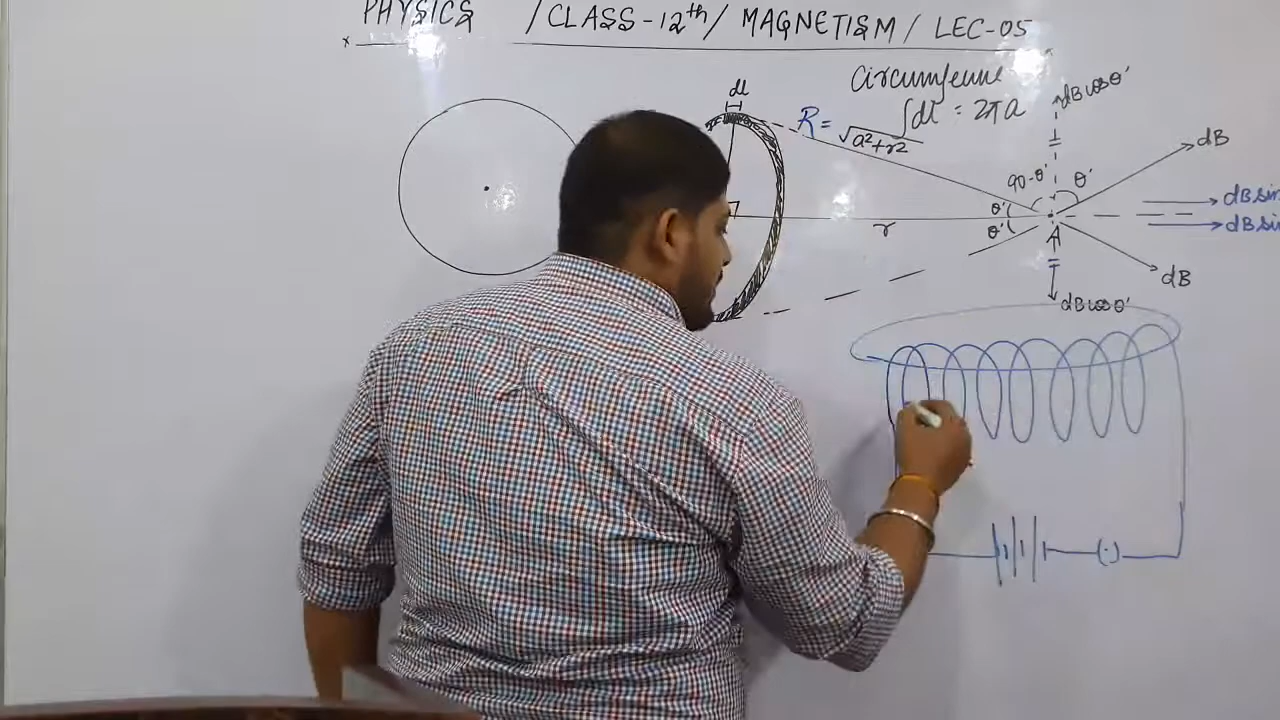 PHYSICS /CLASS-12th/ MAGNETISM / LEC-05
dl
R = √a²+r²
∫dl = 2πa
dB cos θ'
dB
90-θ'
θ'
dB sin
θ'
r
θ'
A
dB sin
dB
dB cos θ'
(·)